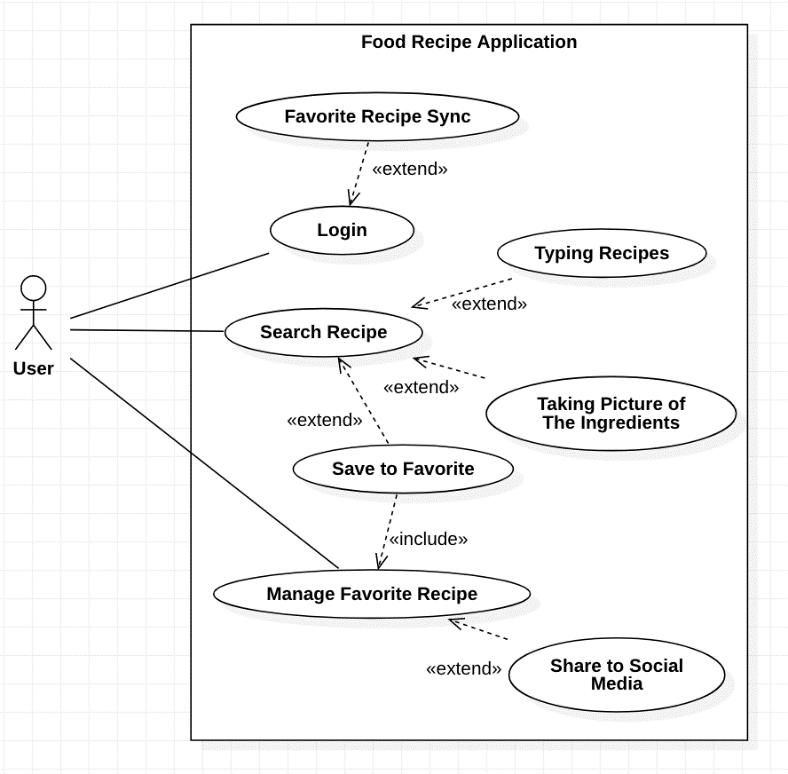 Food Recipe Application
Favorite Recipe Sync
«extend»
Login
Typing Recipes
«extend»
Search Recipe
User
«extend»
Taking Picture of
The Ingredients
«extend»
Save to Favorite
«include»
Manage Favorite Recipe
«extend»
Share to Social
Media